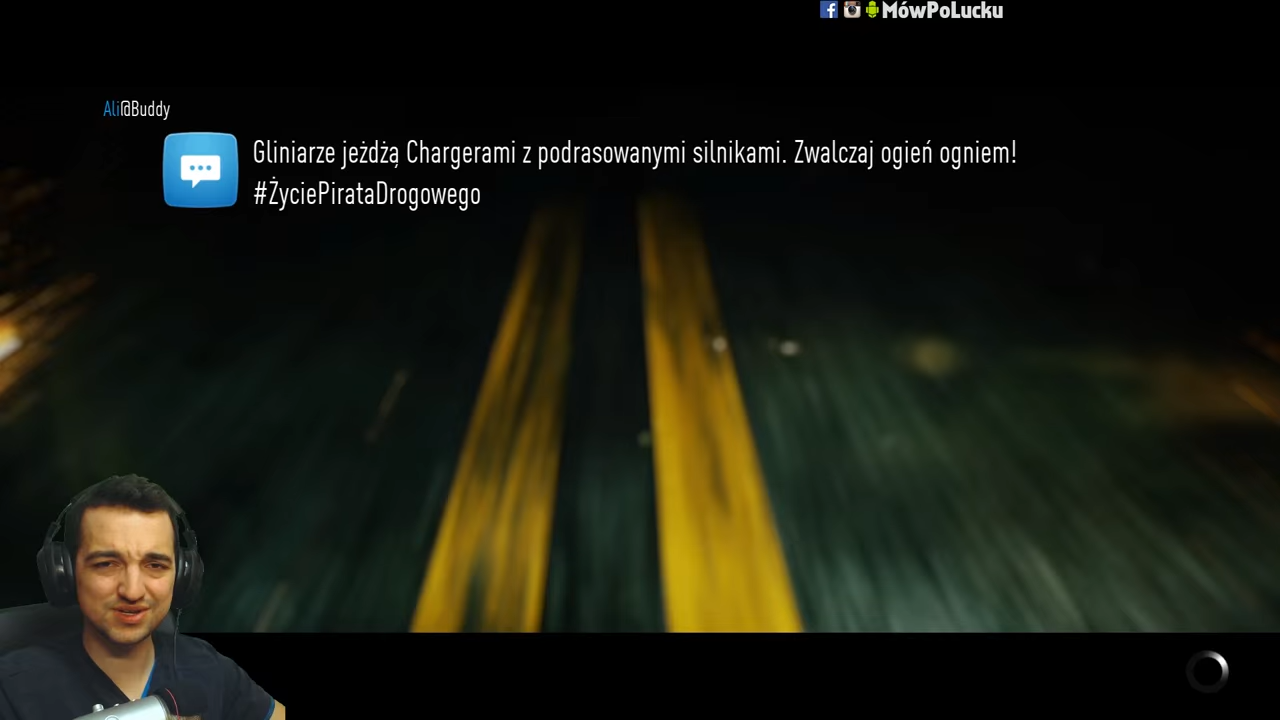 MówPoLucku
Ali@Buddy
Gliniarze jeżdżą Chargerami z podrasowanymi silnikami. Zwalczaj ogień ogniem!
#ŻyciePirataDrogowego